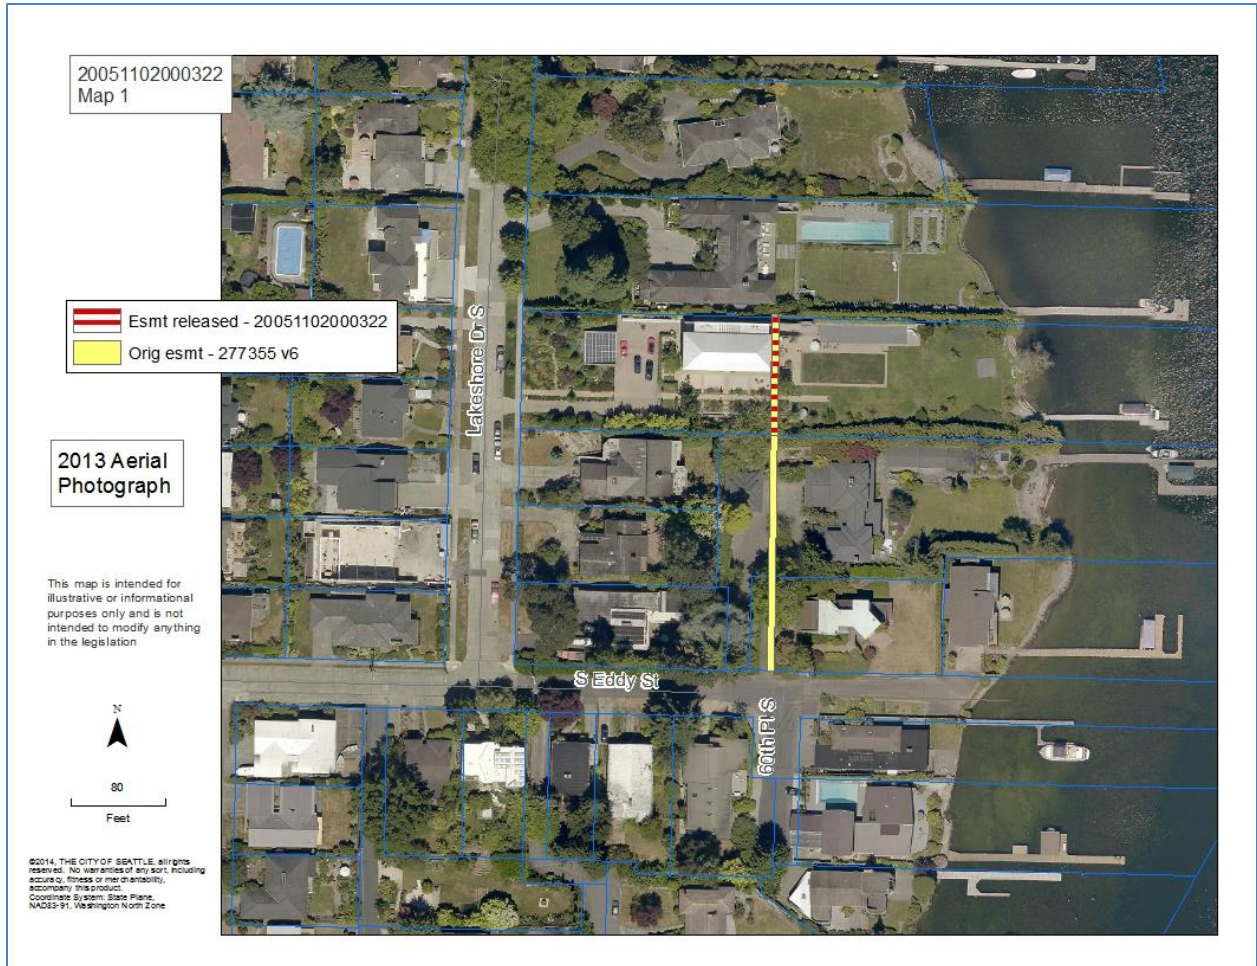 20051102000322
Map 1
Esmt released - 20051102000322
Orig esmt - 277355 v6
Lakeshore Dr S
2013 Aerial
Photograph
This map is intended for
illustrative or informational
purposes only and is not
intended to modify anything
in the legislation
S Eddy St
60th Pl S
N
80
Feet
©2014, THE CITY OF SEATTLE, all rights
reserved. No warranties of any sort, including
accuracy, fitness or merchantability,
accompany this product.
Coordinate System: State Plane,
NAD83-91, Washington North Zone